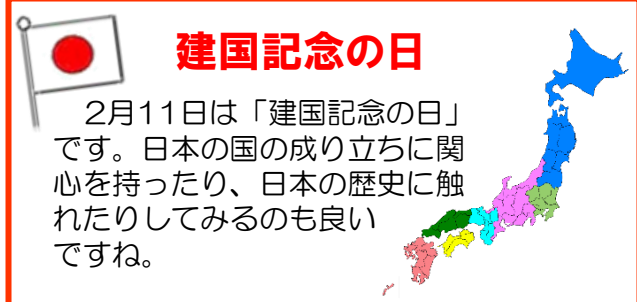 建国記念の日
2月11日は「建国記念の日」
です。日本の国の成り立ちに関
心を持ったり、日本の歴史に触
れたりしてみるのも良い
ですね。